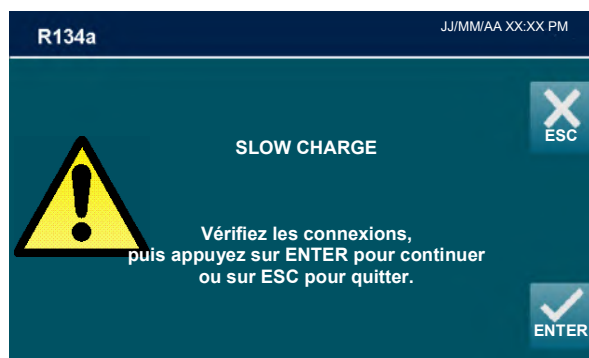 R134a
JJ/MM/AA XX:XX PM
ESC
SLOW CHARGE
Vérifiez les connexions,
puis appuyez sur ENTER pour continuer
ou sur ESC pour quitter.
ENTER